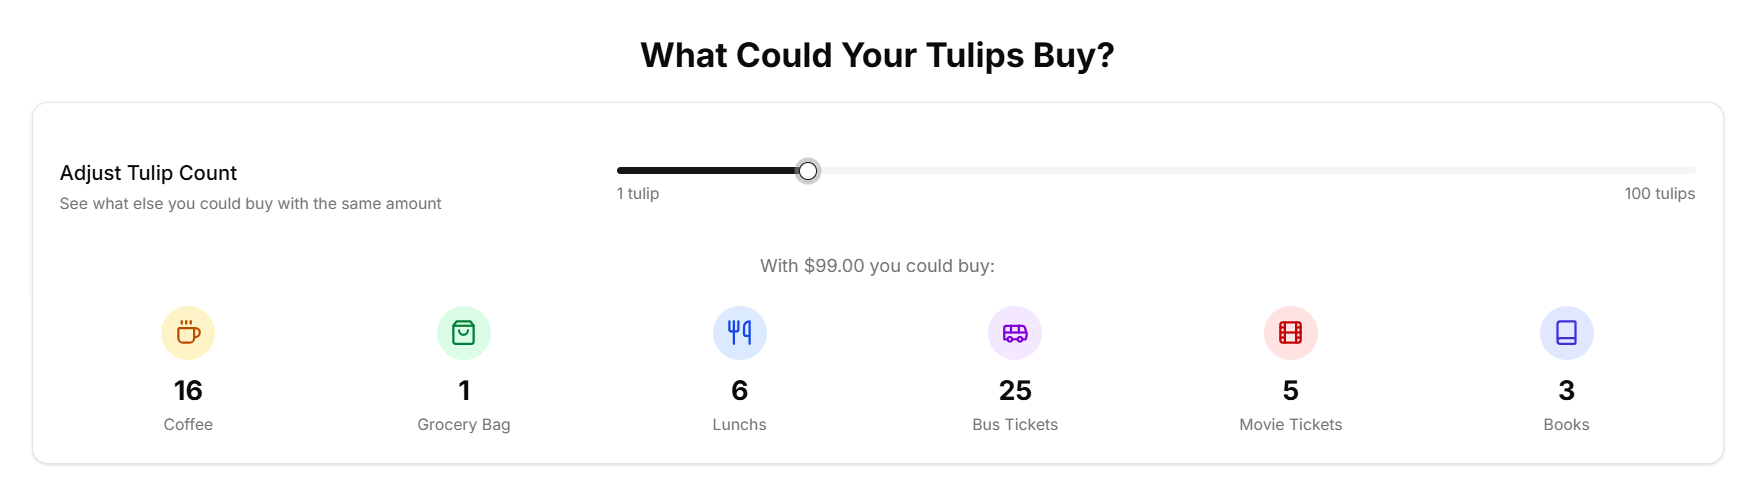 What Could Your Tulips Buy?
Adjust Tulip Count
See what else you could buy with the same amount
1 tulip
100 tulips
With $99.00 you could buy:
16
Coffee
1
Grocery Bag
6
Lunchs
25
Bus Tickets
5
Movie Tickets
3
Books